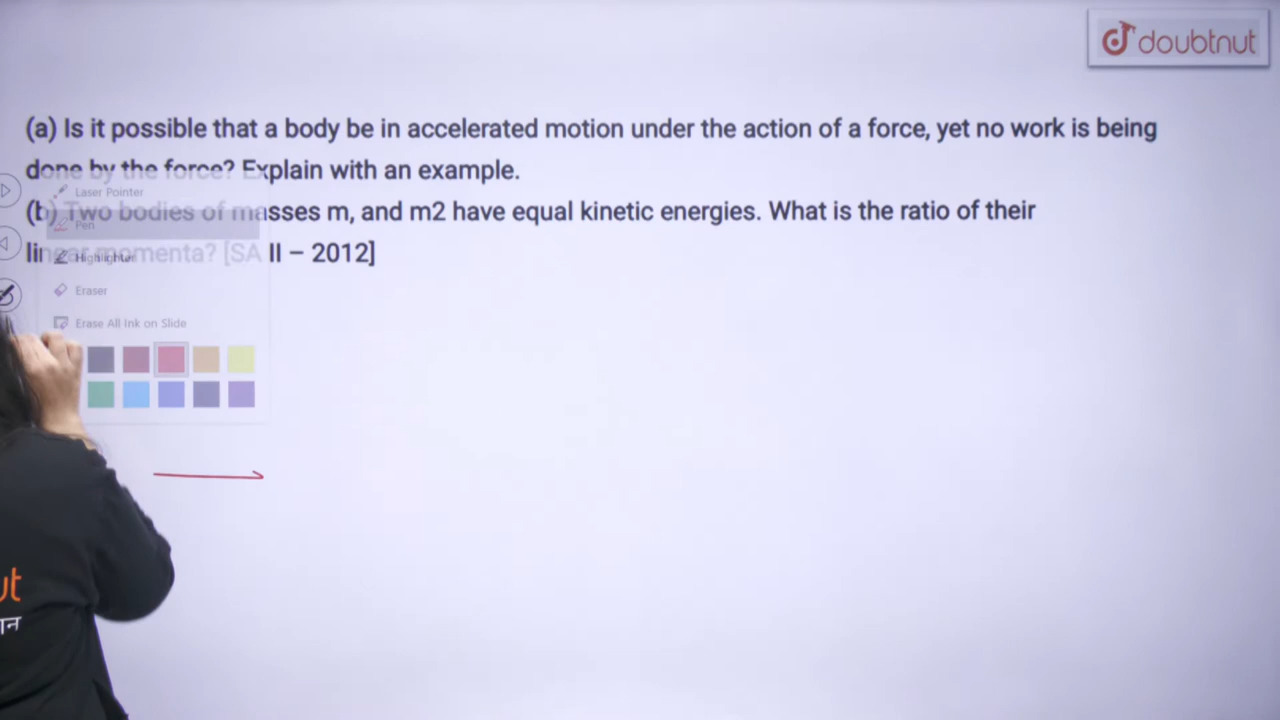 doubtnut
(a) Is it possible that a body be in accelerated motion under the action of a force, yet no work is being
done by the force? Explain with an example.
(b) Two bodies of masses m, and m2 have equal kinetic energies. What is the ratio of their
linear momenta? [SA II – 2012]
Laser Pointer
Pen
Highlighter
Eraser
Erase All Ink on Slide
ut
ान